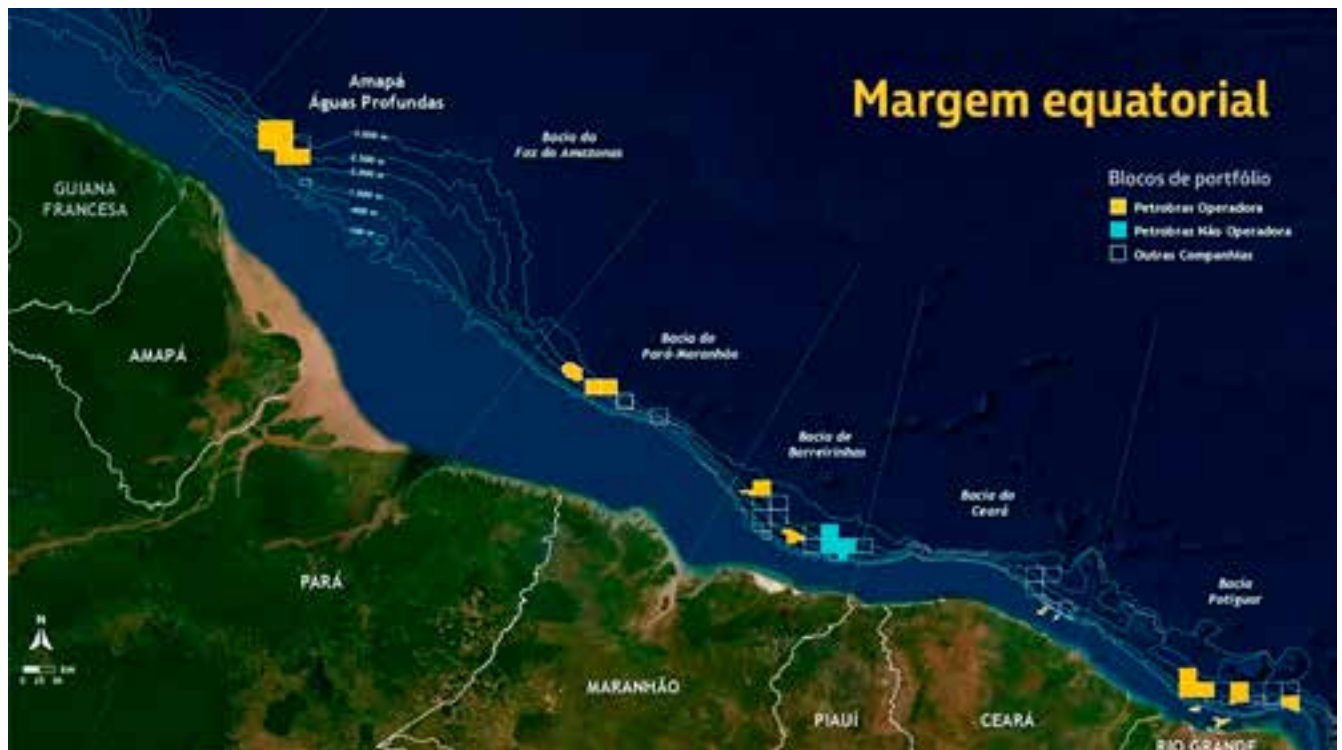 Margem equatorial
Amapá
Águas Profundas
Bacia da
Foz do Amazonas
Blocos de portfólio
Petrobras Operadora
Petrobras Não Operadora
Outras Companhias
GUIANA
FRANCESA
AMAPÁ
Bacia do
Pará-Maranhão
Bacia de
Barreirinhas
Bacia do
Ceará
Bacia
Potiguar
PARÁ
MARANHÃO
PIAUÍ
CEARÁ
RIO GRANDE
N